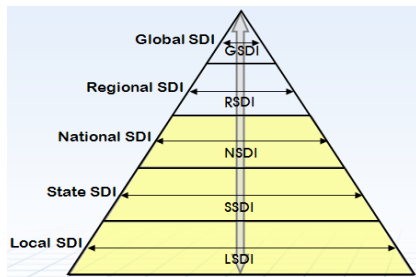 Global SDI
GSDI
Regional SDI
RSDI
National SDI
NSDI
State SDI
SSDI
Local SDI
LSDI